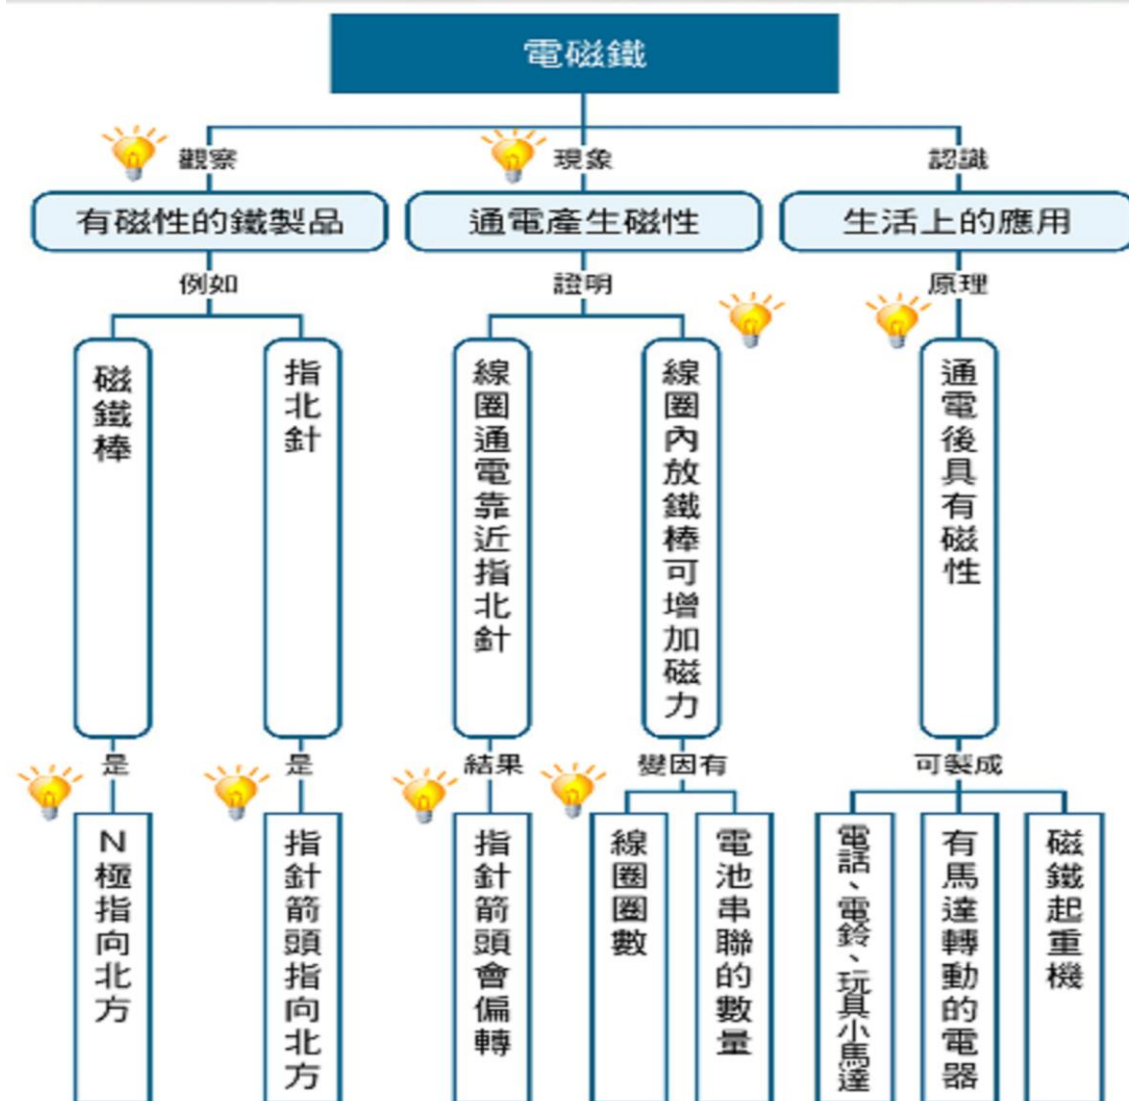 電磁鐵
觀察
現象
認識
有磁性的鐵製品
通電產生磁性
生活上的應用
例如
證明
原理
磁鐵棒
指北針
線圈通電靠近指北針
線圈內放鐵棒可增加磁力
通電後具有磁性
是
是
結果
變因有
可製成
N極指向北方
指針箭頭指向北方
指針箭頭會偏轉
線圈圈數
電池串聯的數量
電話、電鈴、玩具小馬達
有馬達轉動的電器
磁鐵起重機